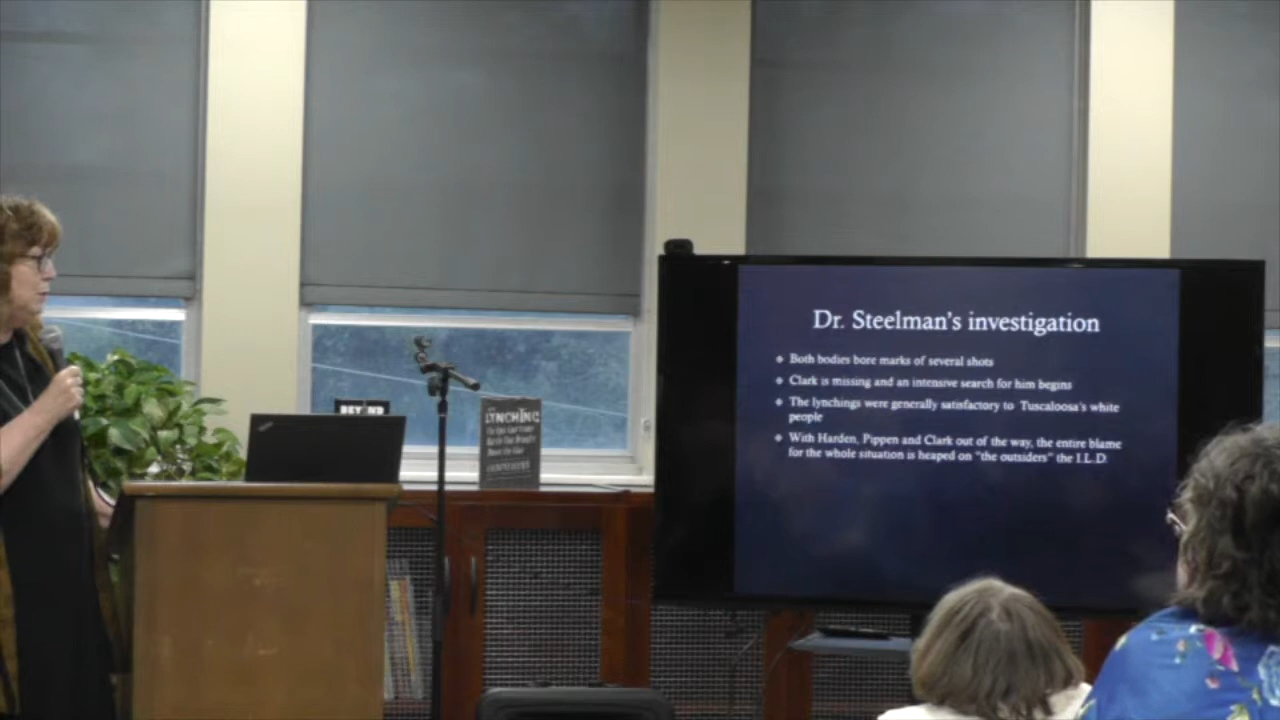 Dr. Steelman's investigation
Both bodies bore marks of several shots
Clark is missing and an intensive search for him begins
The lynchings were generally satisfactory to Tuscaloosa's white
people
With Harden, Pippen and Clark out of the way, the entire blame
for the whole situation is heaped on "the outsiders" the I.L.D.
BEYOND
LYNCHING